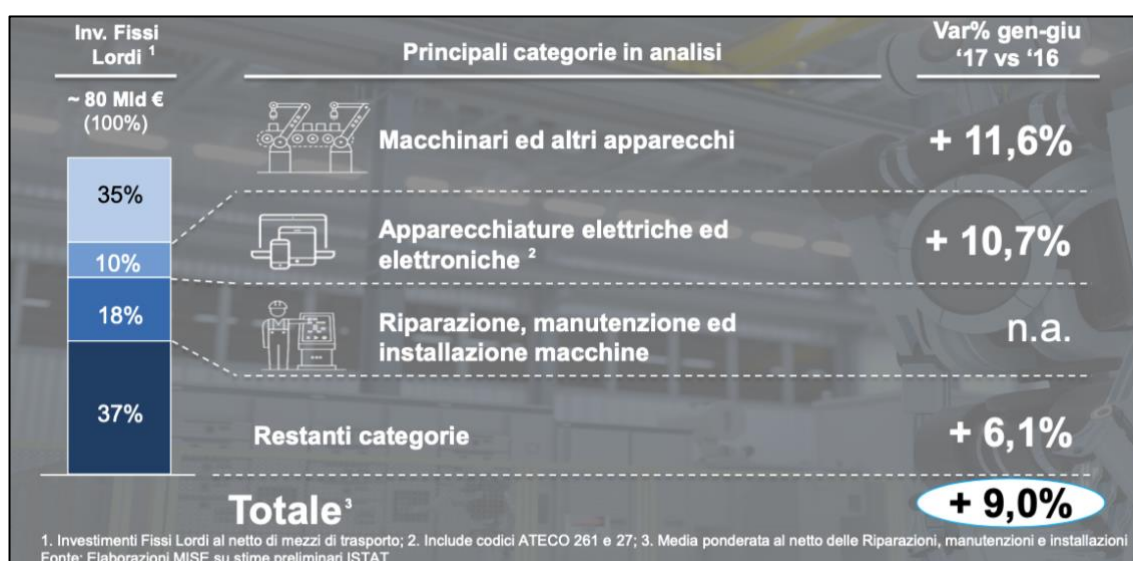 Inv. Fissi
Lordi ¹
Principali categorie in analisi
Var% gen-giu
‘17 vs ‘16
~ 80 Mld €
(100%)
35%
Macchinari ed altri apparecchi
+ 11,6%
10%
Apparecchiature elettriche ed
elettroniche ²
+ 10,7%
18%
Riparazione, manutenzione ed
installazione macchine
n.a.
37%
Restanti categorie
+ 6,1%
Totale³
+ 9,0%
1. Investimenti Fissi Lordi al netto di mezzi di trasporto; 2. Include codici ATECO 261 e 27; 3. Media ponderata al netto delle Riparazioni, manutenzioni e installazioni
Fonte: Elaborazioni MISE su stime preliminari ISTAT